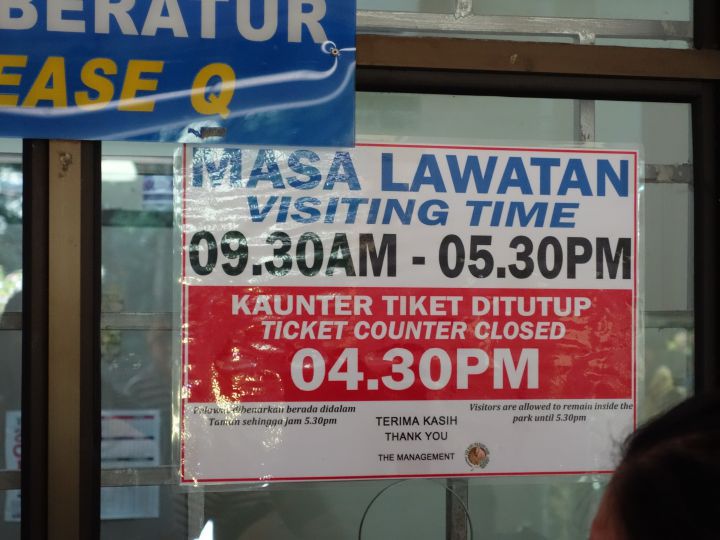 BERATUR
EASE Q
MASA LAWATAN
VISITING TIME
09.30AM - 05.30PM
KAUNTER TIKET DITUTUP
TICKET COUNTER CLOSED
04.30PM
Pelawat dibenarkan berada didalam
Taman sehingga jam 5.30pm
Visitors are allowed to remain inside the
park until 5.30pm
TERIMA KASIH
THANK YOU
THE MANAGEMENT